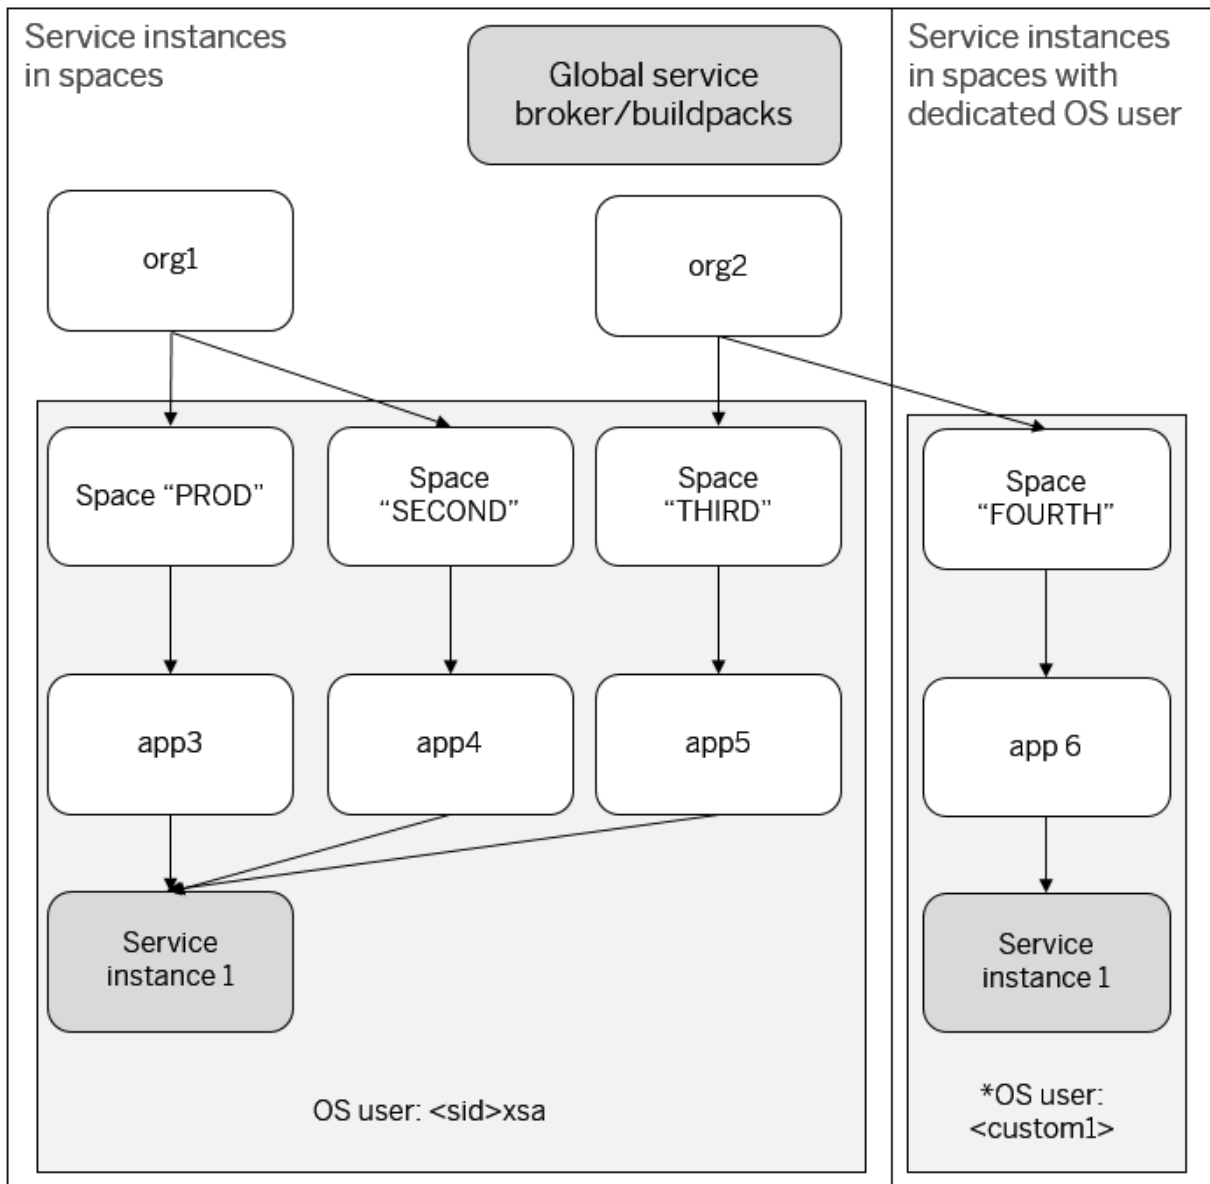 Service instances
in spaces
Global service
broker/buildpacks
Service instances
in spaces with
dedicated OS user
org1
org2
Space “PROD”
Space
“SECOND”
Space
“THIRD”
Space
“FOURTH”
app3
app4
app5
app 6
Service
instance 1
Service
instance 1
OS user: <sid>xsa
*OS user:
<custom1>